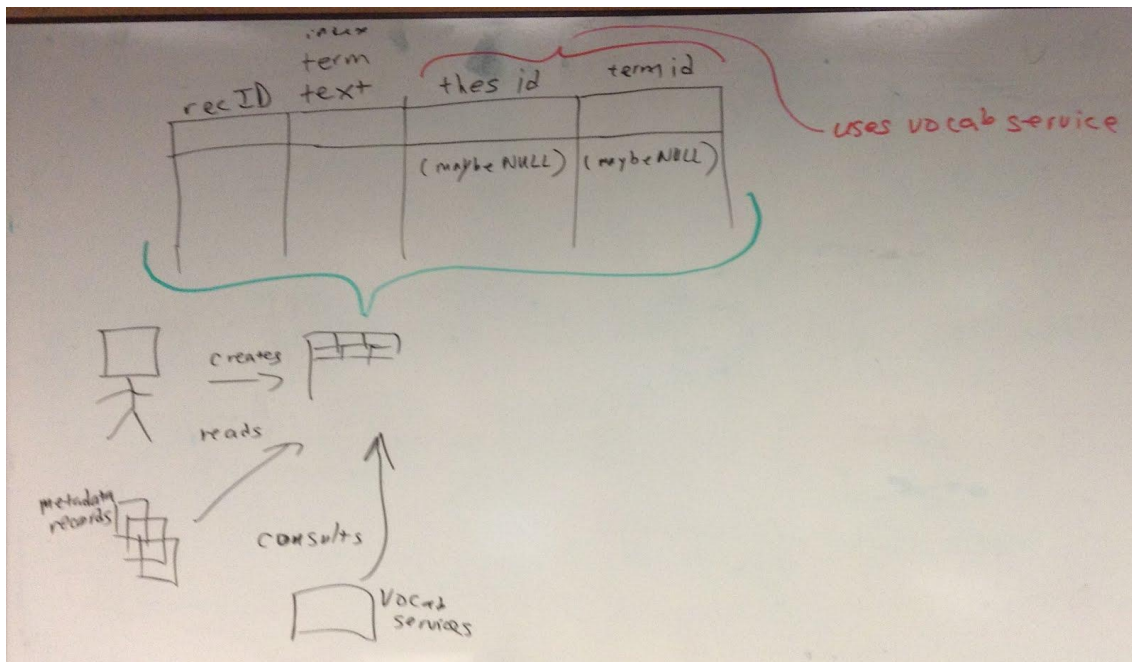 term
recID text thes id term id
uses vocab service
(maybe NULL) (maybe NULL)
creates
reads
metadata
records
consults
Vocab
services